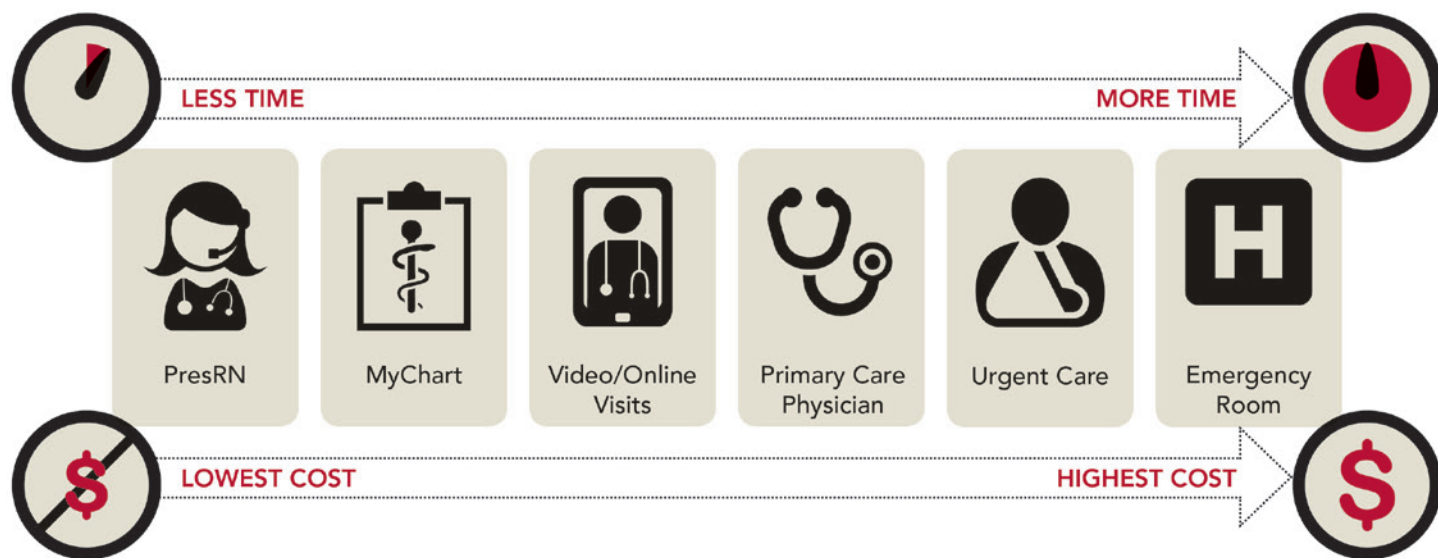 LESS TIME
MORE TIME
H
PresRN
MyChart
Video/Online
Visits
Primary Care
Physician
Urgent Care
Emergency
Room
$
LOWEST COST
HIGHEST COST
$